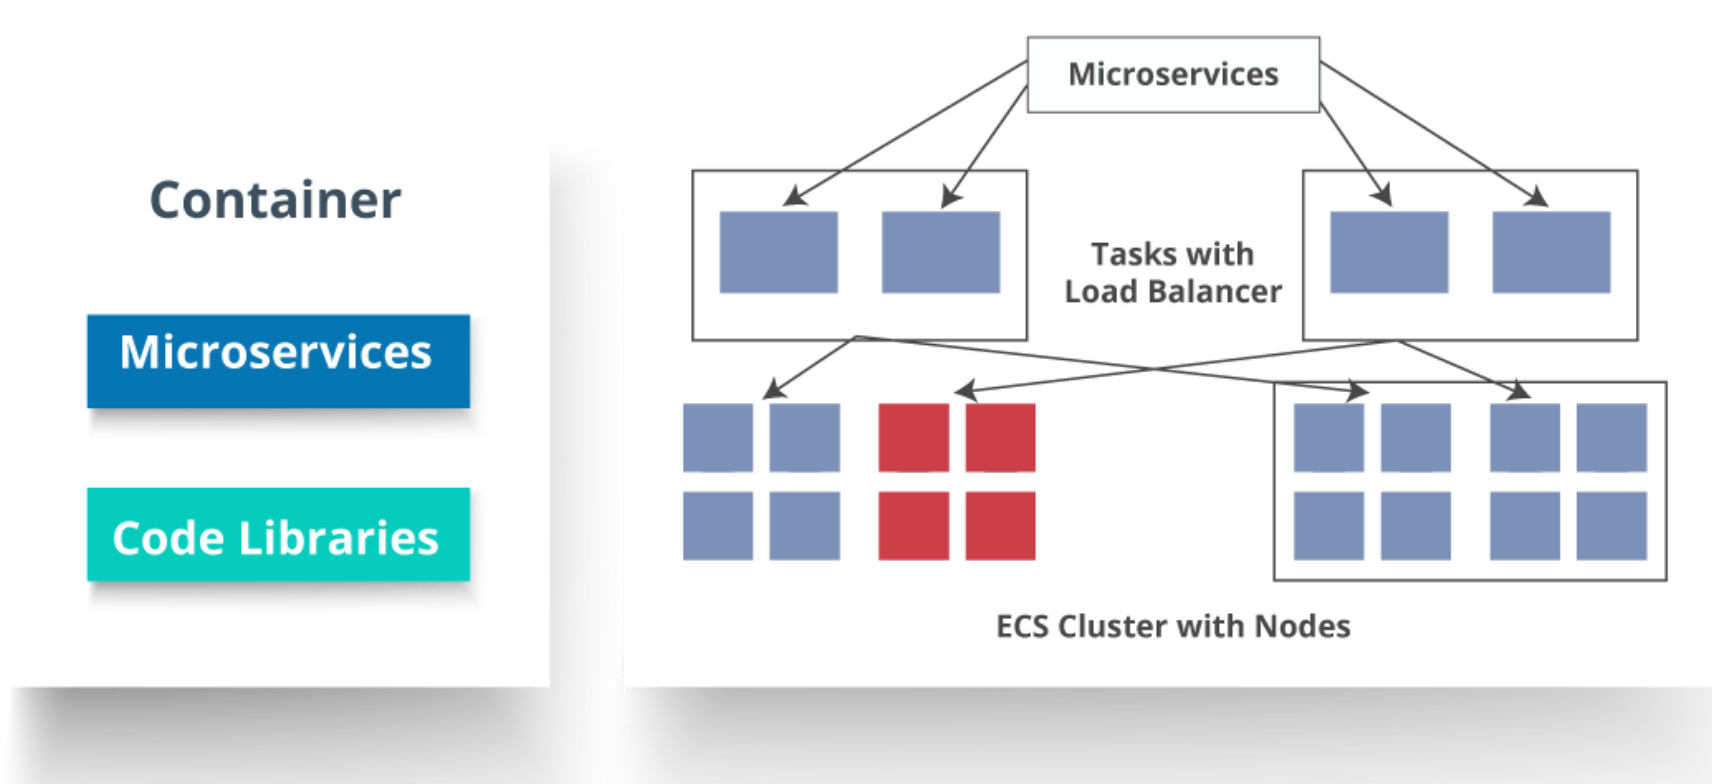 Container
Microservices
Code Libraries
Microservices
Tasks with
Load Balancer
ECS Cluster with Nodes